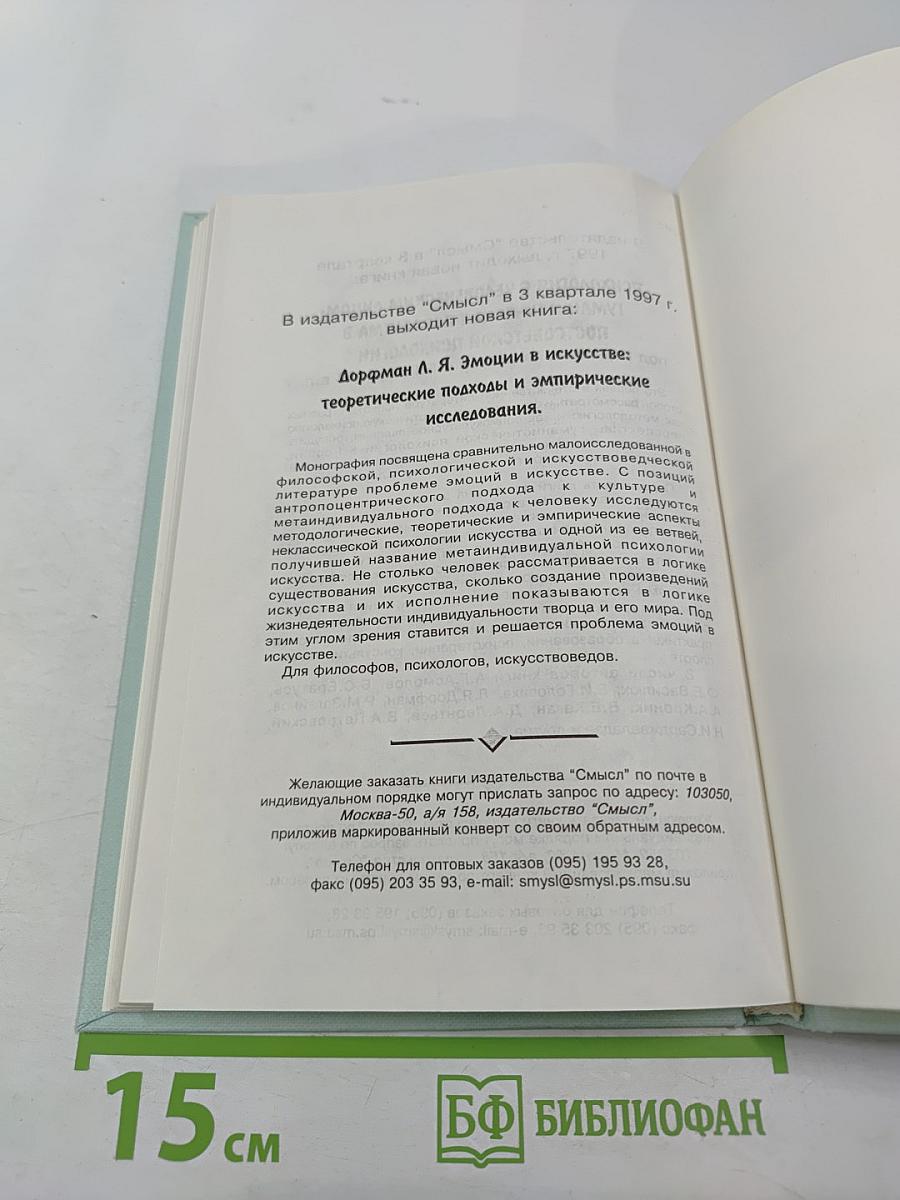 В издательстве "Смысл" в 3 квартале 1997 г.
выходит новая книга:
Дорфман Л. Я. Эмоции в искусстве:
теоретические подходы и эмпирические
исследования.
Монография посвящена сравнительно малоисследованной в
философской, психологической и искусствоведческой
литературе проблеме эмоций в искусстве. С позиций
антропоцентрического подхода к культуре и
метаиндивидуального подхода к человеку исследуются
методологические, теоретические и эмпирические аспекты
неклассической психологии искусства и одной из ее ветвей,
получившей название метаиндивидуальной психологии
искусства. Не столько человек рассматривается в логике
существования искусства, сколько создание произведений
искусства и их исполнение показываются в логике
жизнедеятельности индивидуальности творца и его мира. Под
этим углом зрения ставится и решается проблема эмоций в
искусстве.
Для философов, психологов, искусствоведов.
Желающие заказать книги издательства "Смысл" по почте в
индивидуальном порядке могут прислать запрос по адресу: 103050,
Москва-50, а/я 158, издательство "Смысл",
приложив маркированный конверт со своим обратным адресом.
Телефон для оптовых заказов (095) 195 93 28,
факс (095) 203 35 93, e-mail: smysl@smysl.ps.msu.su
15 см
БФ БИБЛИОФАН